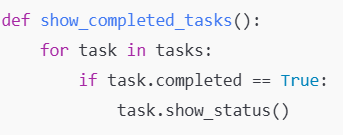 def show_completed_tasks():
    for task in tasks:
        if task.completed == True:
            task.show_status()